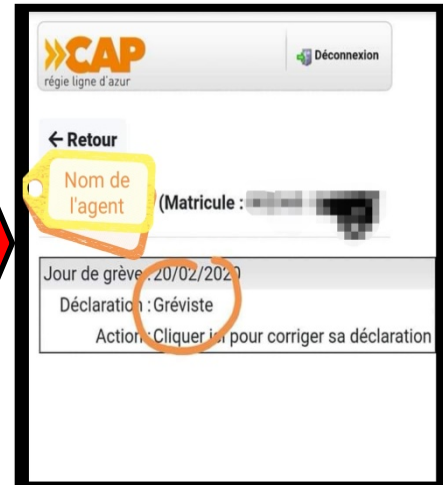 »CAP
régie ligne d'azur
Déconnexion
← Retour
Nom de
l'agent
(Matricule :
Jour de grève : 20/02/2020
Déclaration : Gréviste
Action : Cliquer ici pour corriger sa déclaration